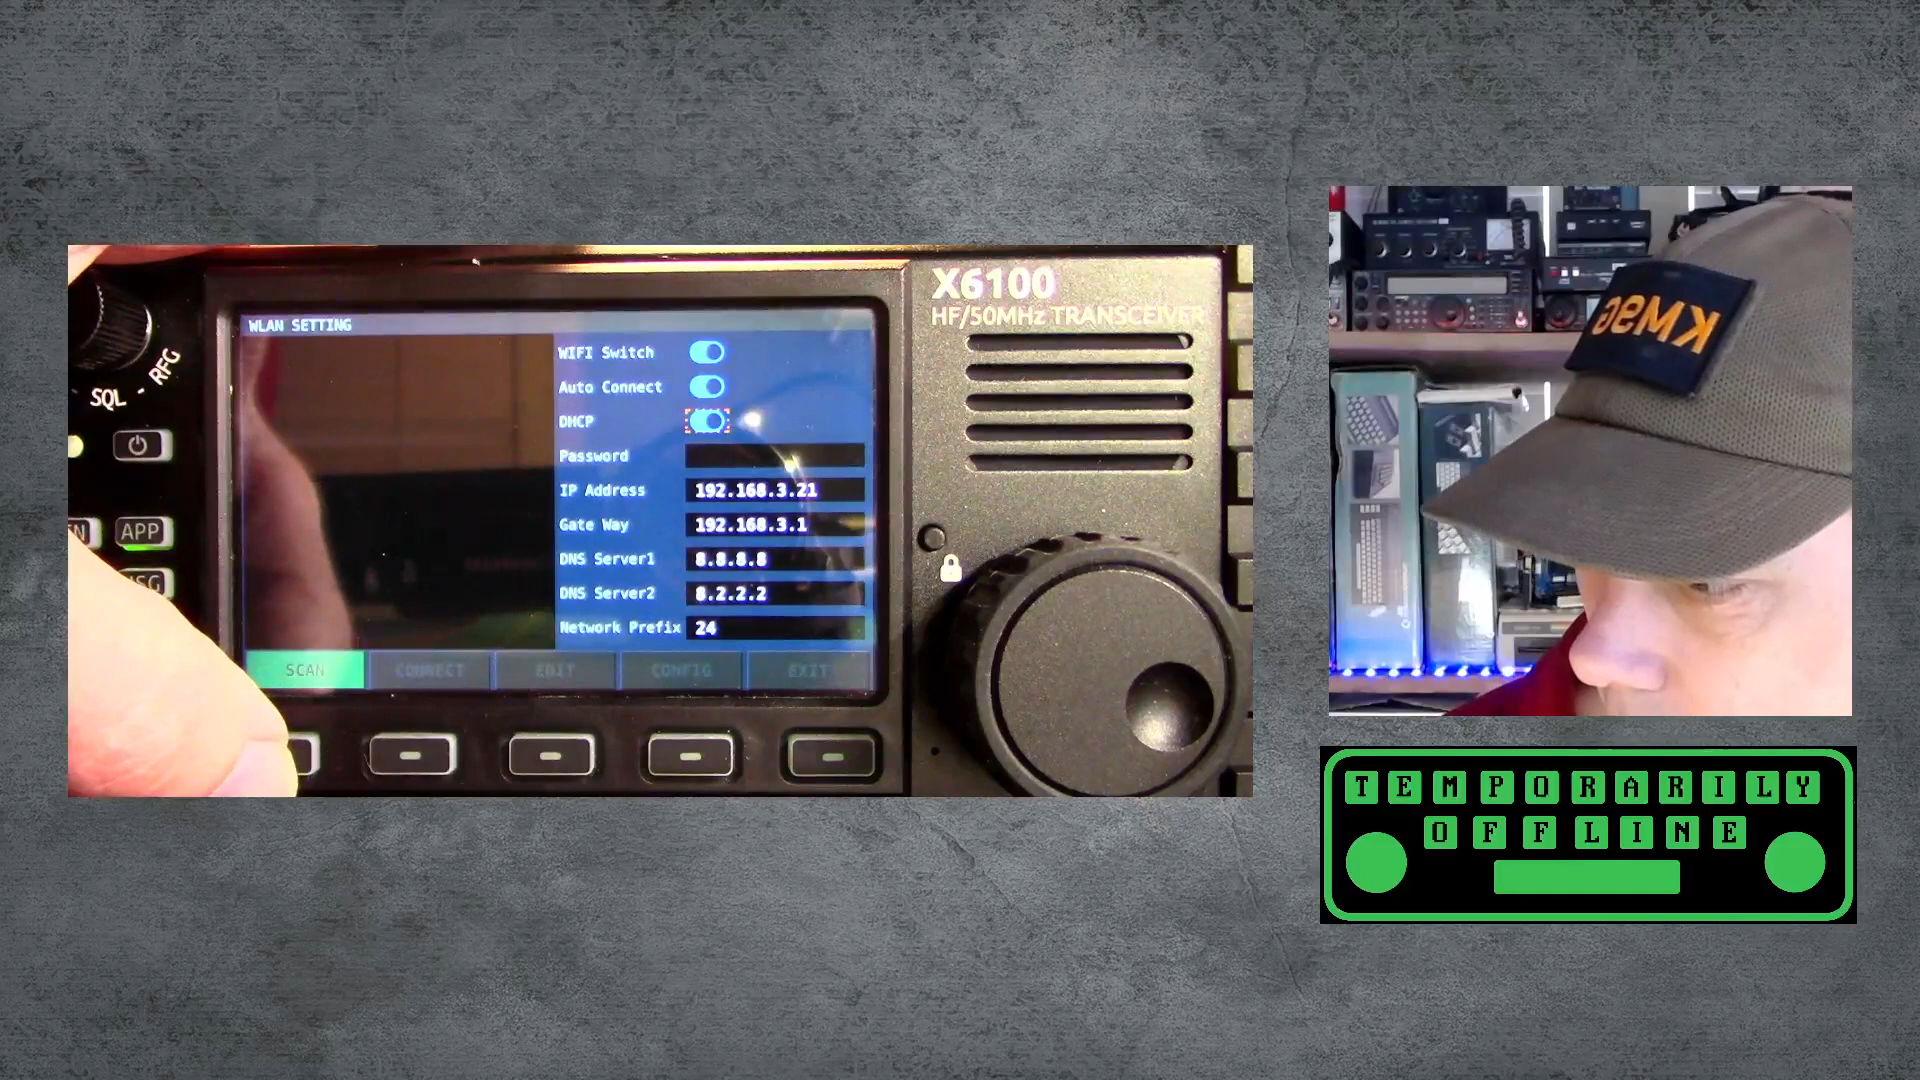 X6100
HF/50MHz TRANSCEIVER
WLAN SETTING
WIFI Switch
Auto Connect
DHCP
Password
IP Address 192.168.3.21
Gate Way 192.168.3.1
DNS Server1 8.8.8.8
DNS Server2 8.2.2.2
Network Prefix 24
SCAN CONNECT EDIT CONFIG EXIT
SQL - RFG
APP
KM9G
TEMPORARILY
OFFLINE